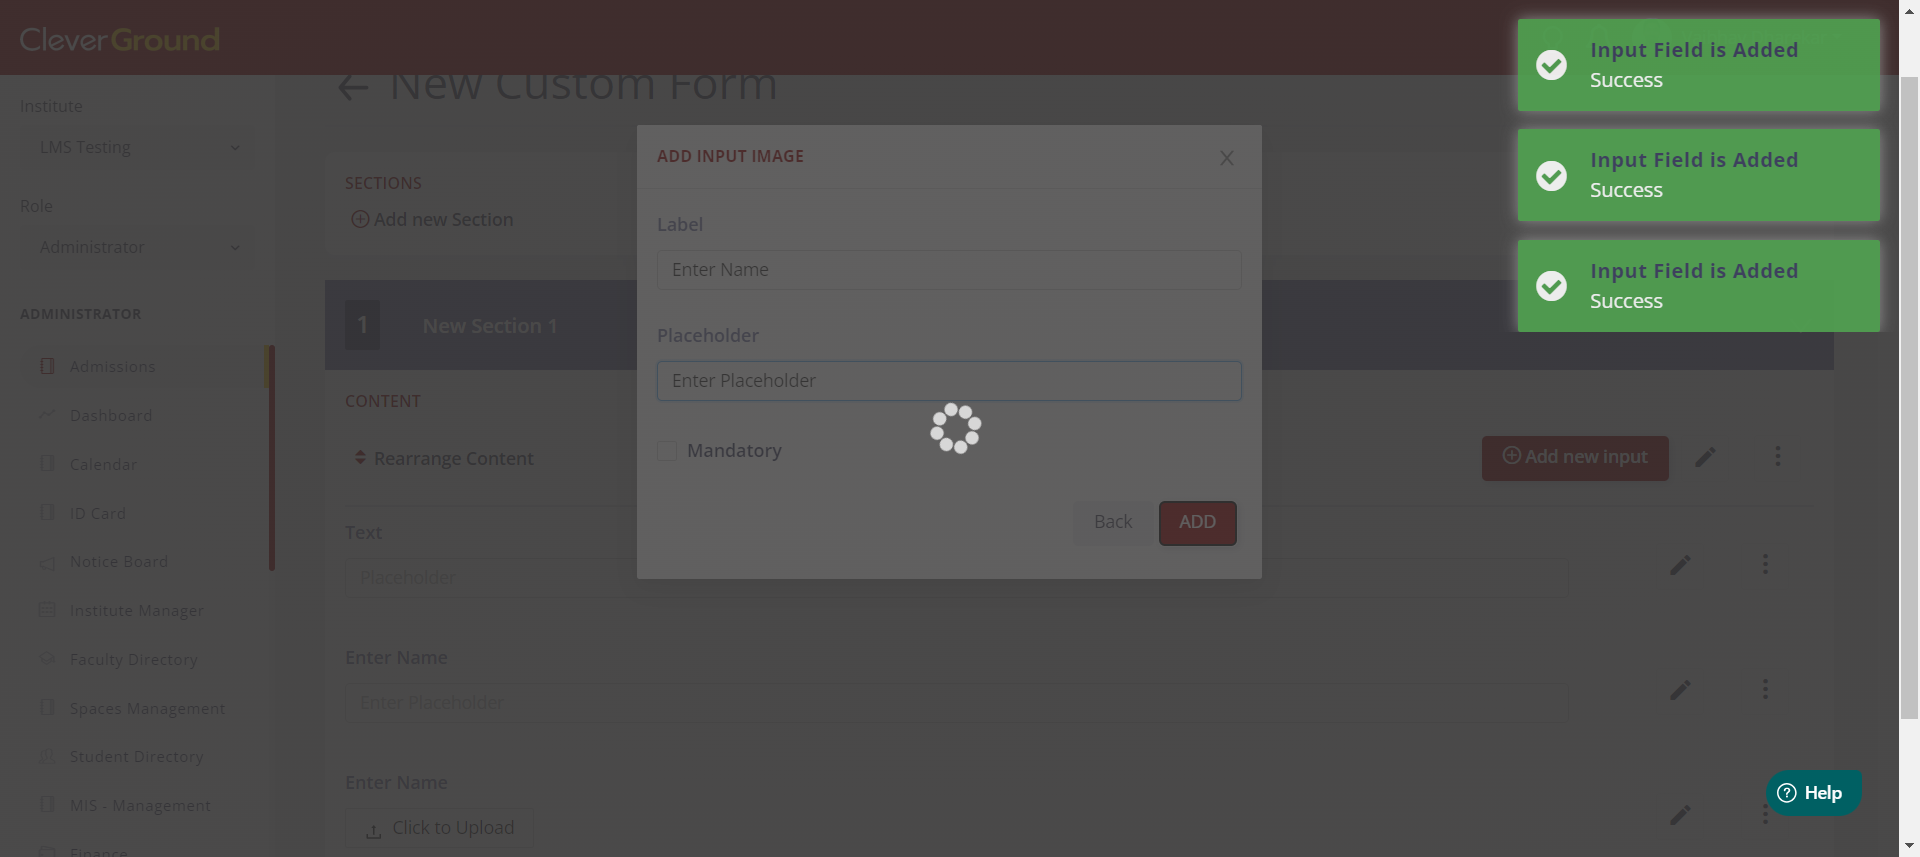 CleverGround
New Custom Form
Institute
LMS Testing
Role
Administrator
ADMINISTRATOR
Admissions
Dashboard
Calendar
ID Card
Notice Board
Institute Manager
Faculty Directory
Spaces Management
Student Directory
MIS - Management
Finance
SECTIONS
Add new Section
1
New Section 1
CONTENT
Rearrange Content
Add new input
Text
Placeholder
Enter Name
Enter Placeholder
Enter Name
Click to Upload
ADD INPUT IMAGE
Label
Enter Name
Placeholder
Enter Placeholder
Mandatory
Back
ADD
Input Field is Added
Success
Input Field is Added
Success
Input Field is Added
Success
Help